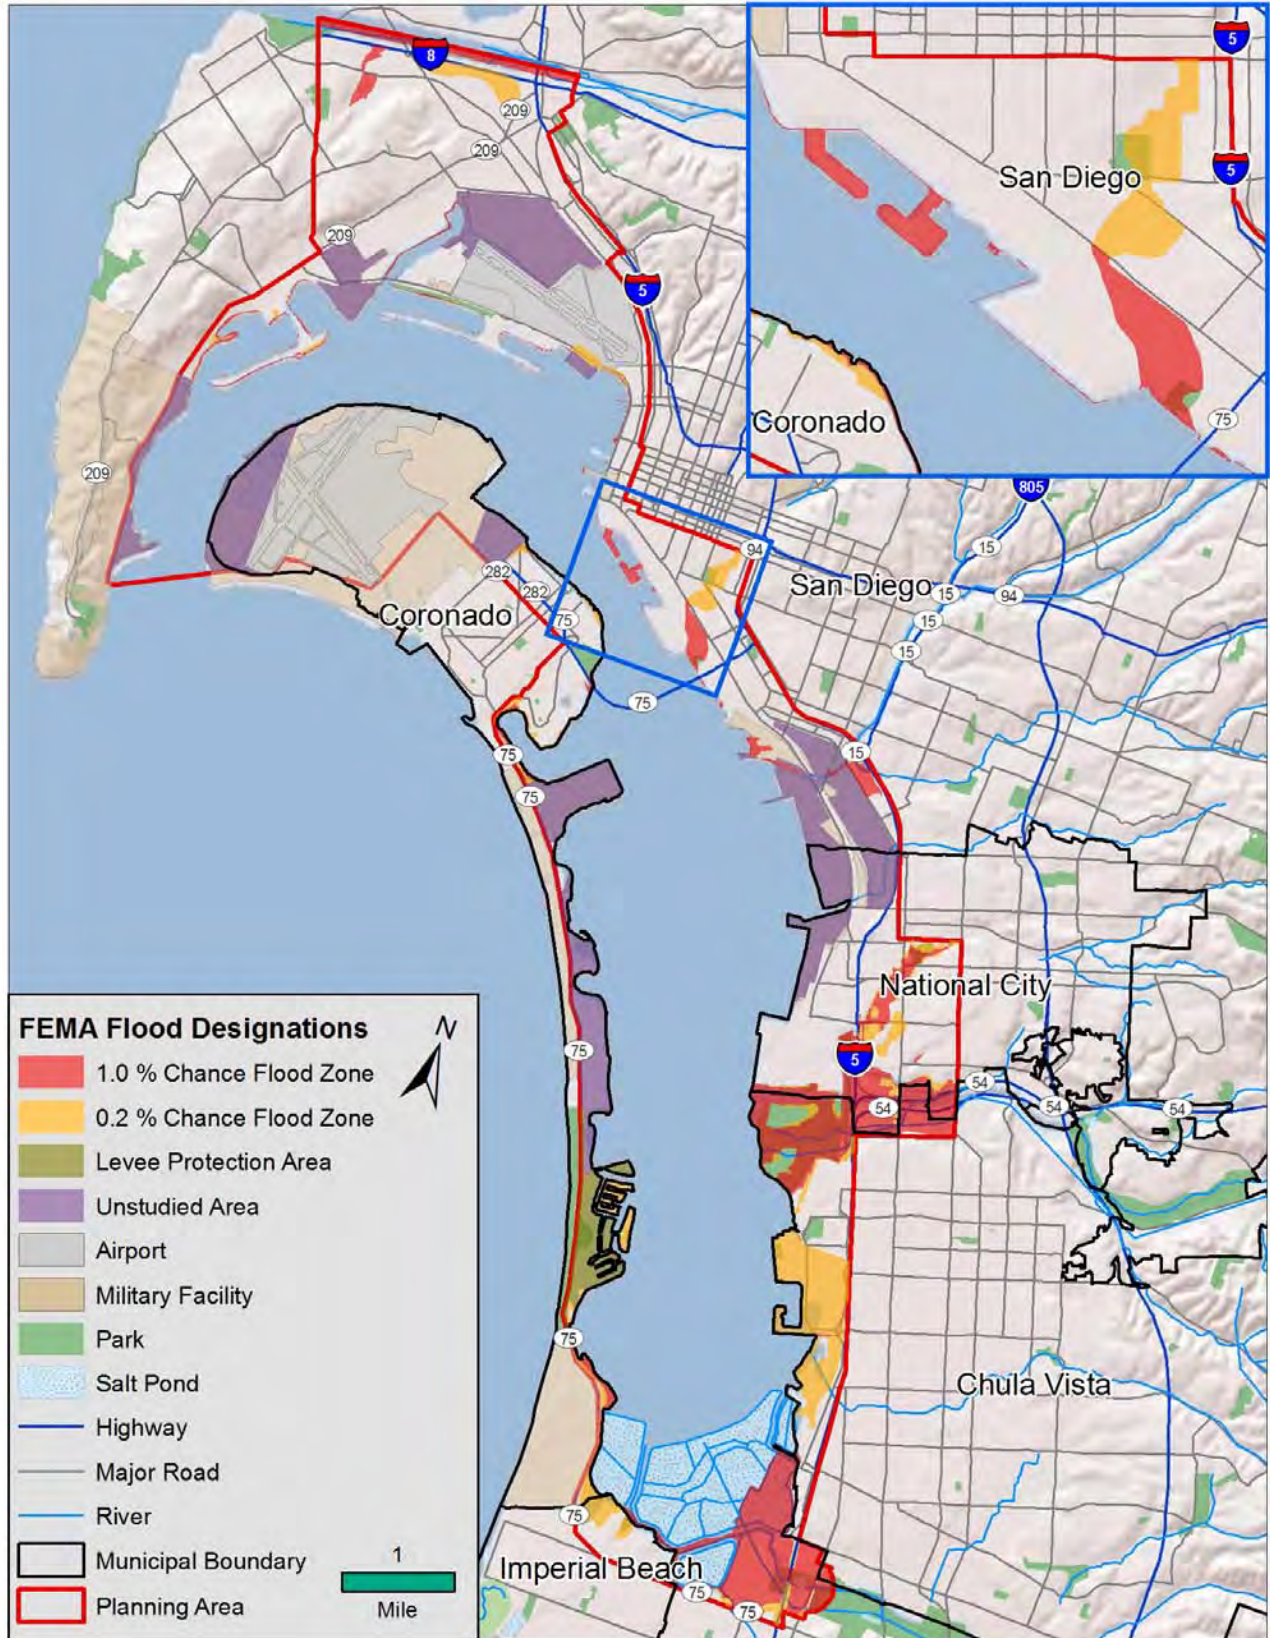 8
209
209
209
5
209
5
5
San Diego
75
Coronado
805
15
94
San Diego
15
94
15
15
282
282
75
Coronado
75
75
15
75
National City
5
54
54
54
54
75
75
Chula Vista
75
Imperial Beach
75
75
FEMA Flood Designations
N
1.0 % Chance Flood Zone
0.2 % Chance Flood Zone
Levee Protection Area
Unstudied Area
Airport
Military Facility
Park
Salt Pond
Highway
Major Road
River
Municipal Boundary
1
Planning Area
Mile